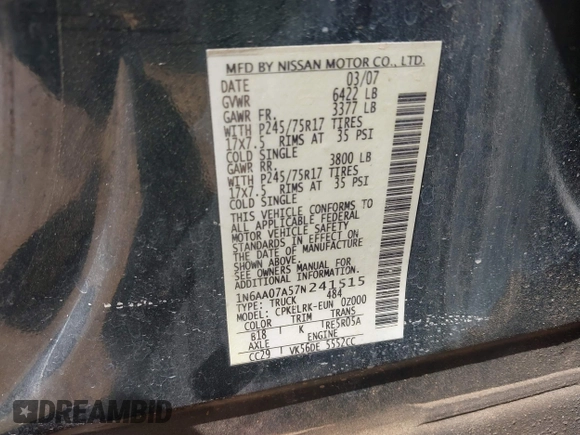 MFD BY NISSAN MOTOR CO., LTD.
DATE 03/07
GVWR 6422 LB
GAWR FR. 3377 LB
WITH P245/75R17 TIRES
17X7.5 RIMS AT 35 PSI
COLD SINGLE
GAWR RR. 3800 LB
WITH P245/75R17 TIRES
17X7.5 RIMS AT 35 PSI
COLD SINGLE
THIS VEHICLE CONFORMS TO
ALL APPLICABLE FEDERAL
MOTOR VEHICLE SAFETY
STANDARDS IN EFFECT ON
THE DATE OF MANUFACTURE
SHOWN ABOVE.
SEE OWNERS MANUAL FOR
ADDITIONAL INFORMATION.
1N6AA07A57N241515
TYPE: TRUCK 484
MODEL: CPKELRK-EUN 0Z000
COLOR TRIM TRANS
B18 K TRE5R05A
AXLE ENGINE
CC29 VK56DE 5552CC
DREAMBID